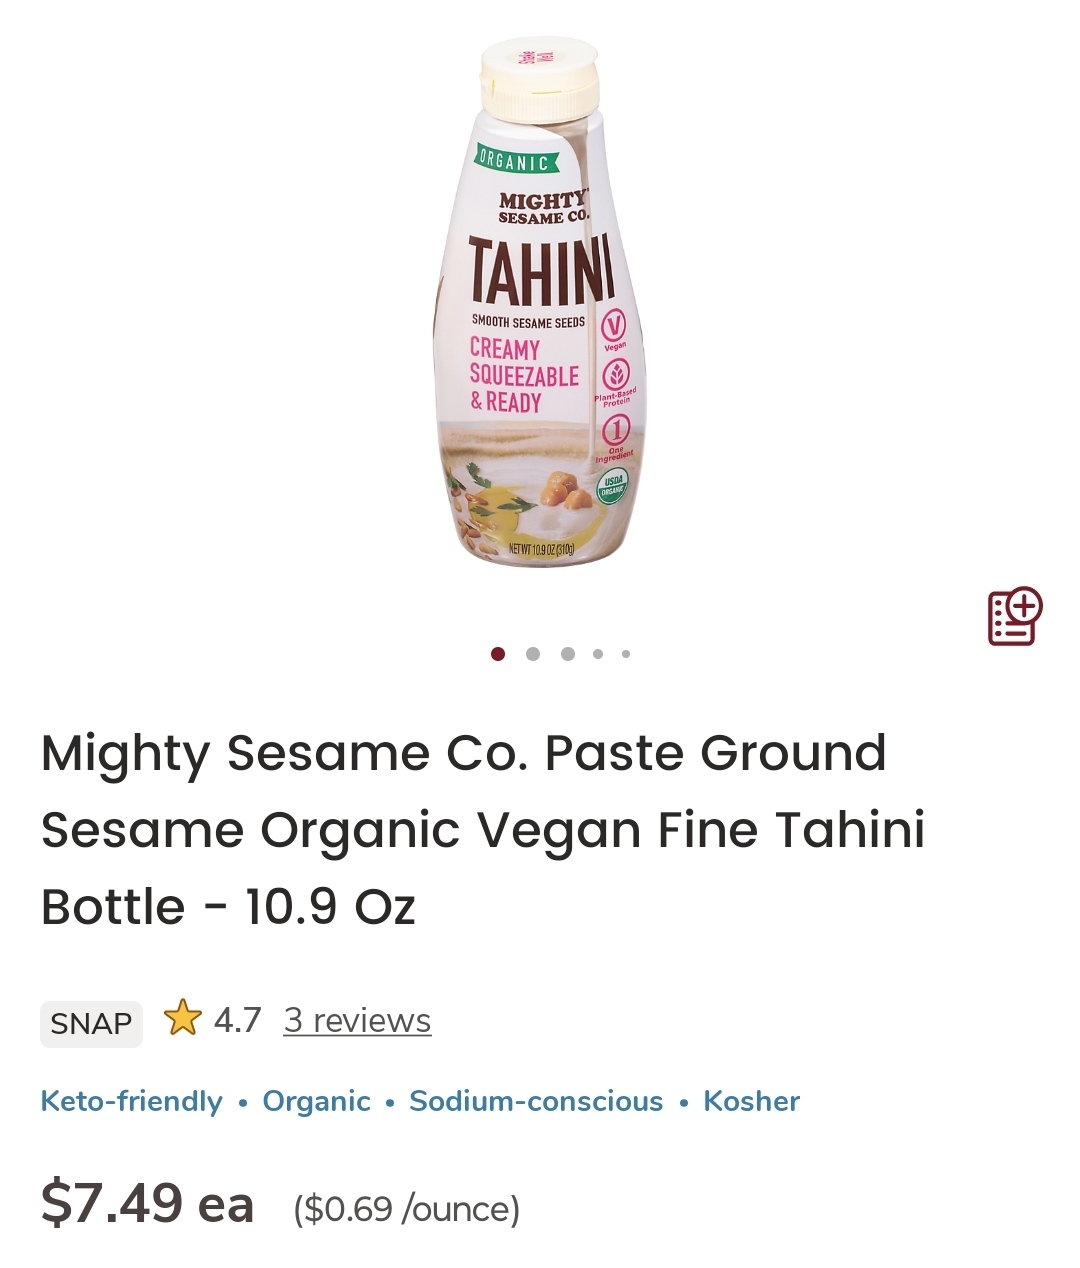 Shake
Well
ORGANIC
MIGHTY
SESAME CO.
TAHINI
SMOOTH SESAME SEEDS
CREAMY
SQUEEZABLE
& READY
V
Vegan
Plant-Based
Protein
1
One
Ingredient
USDA
ORGANIC
NET WT 10.9 OZ (310g)
Mighty Sesame Co. Paste Ground
Sesame Organic Vegan Fine Tahini
Bottle - 10.9 Oz
SNAP 4.7 3 reviews
Keto-friendly • Organic • Sodium-conscious • Kosher
$7.49 ea ($0.69 /ounce)